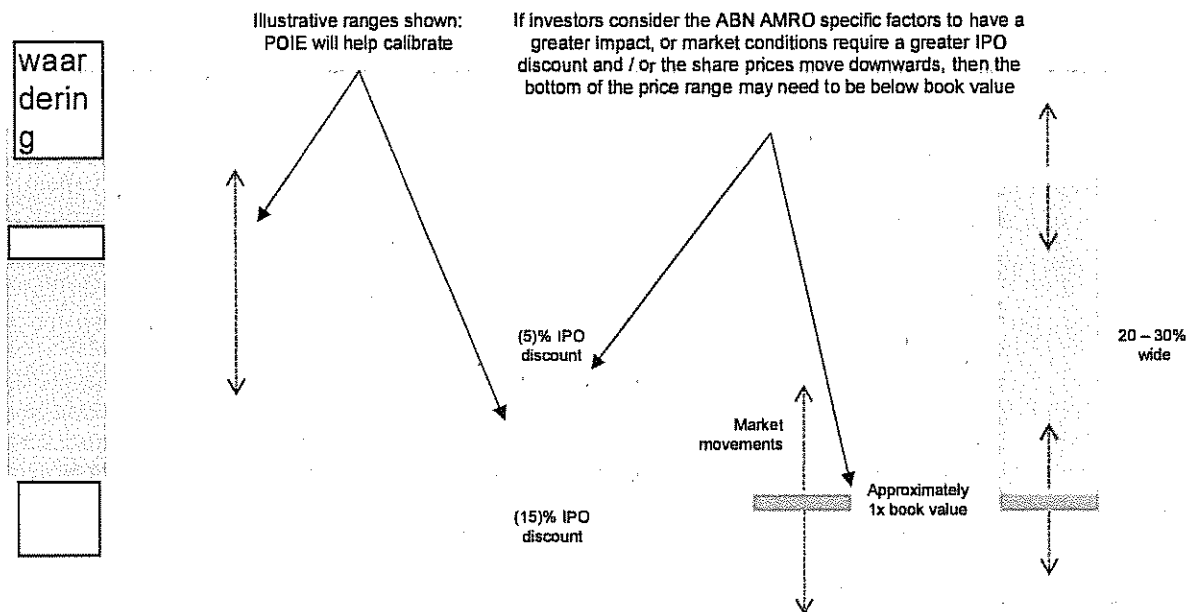 Illustrative ranges shown:
POIE will help calibrate
If investors consider the ABN AMRO specific factors to have a
greater impact, or market conditions require a greater IPO
discount and / or the share prices move downwards, then the
bottom of the price range may need to be below book value
waar
derin
g
(5)% IPO
discount
20 – 30%
wide
Market
movements
Approximately
1x book value
(15)% IPO
discount